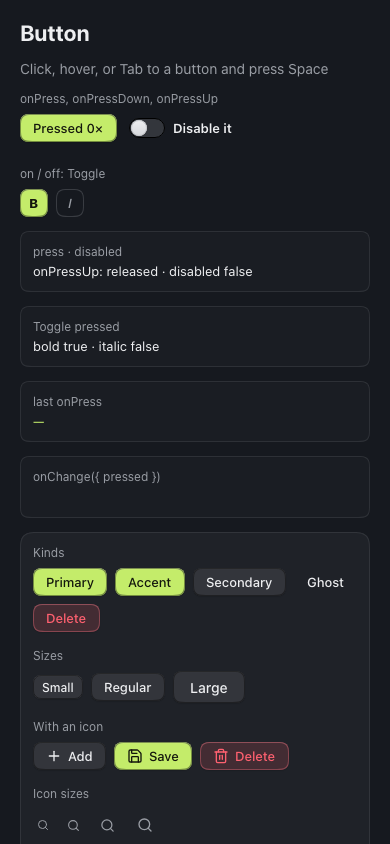 Button
Click, hover, or Tab to a button and press Space
onPress, onPressDown, onPressUp
Pressed 0×
Disable it
on / off: Toggle
B
I
press · disabled
onPressUp: released · disabled false
Toggle pressed
bold true · italic false
last onPress
—
onChange({ pressed })
Kinds
Primary
Accent
Secondary
Ghost
Delete
Sizes
Small
Regular
Large
With an icon
Add
Save
Delete
Icon sizes